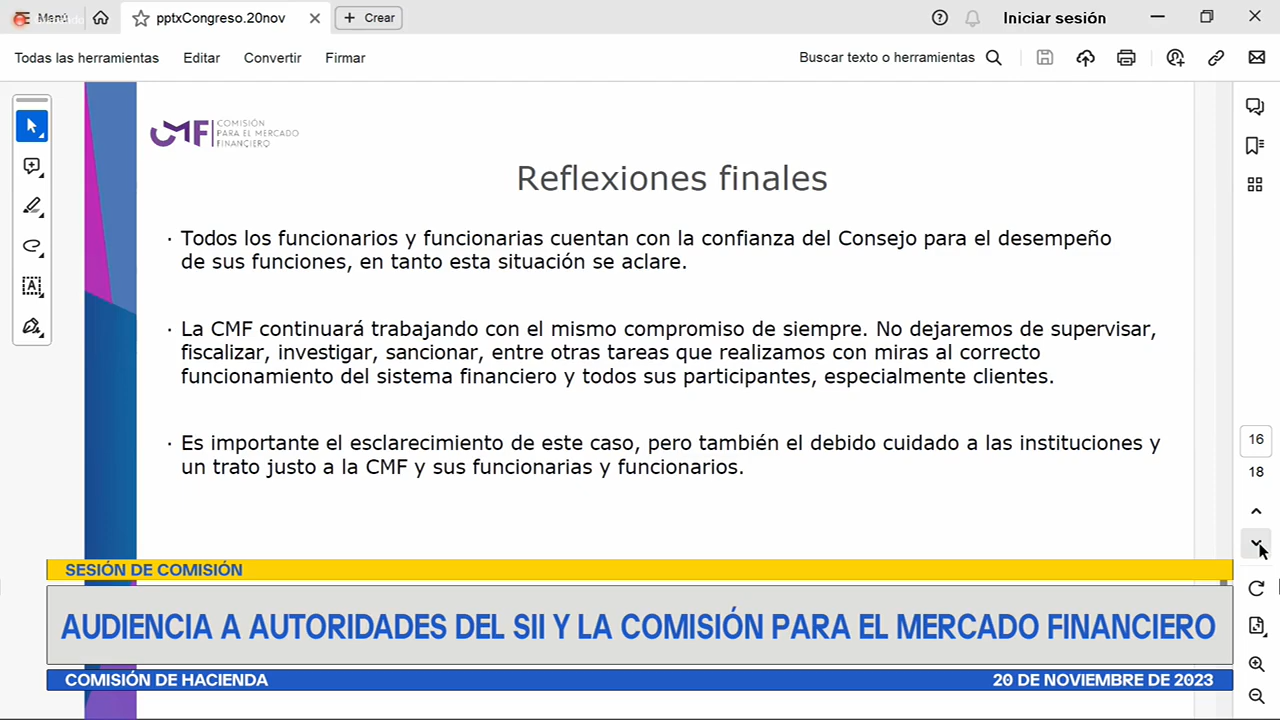 Menú
pptxCongreso.20nov
Crear
Iniciar sesión
Todas las herramientas
Editar
Convertir
Firmar
Buscar texto o herramientas
CMF
COMISIÓN
PARA EL MERCADO
FINANCIERO
Reflexiones finales
· Todos los funcionarios y funcionarias cuentan con la confianza del Consejo para el desempeño
de sus funciones, en tanto esta situación se aclare.
· La CMF continuará trabajando con el mismo compromiso de siempre. No dejaremos de supervisar,
fiscalizar, investigar, sancionar, entre otras tareas que realizamos con miras al correcto
funcionamiento del sistema financiero y todos sus participantes, especialmente clientes.
· Es importante el esclarecimiento de este caso, pero también el debido cuidado a las instituciones y
un trato justo a la CMF y sus funcionarias y funcionarios.
16
18
SESIÓN DE COMISIÓN
AUDIENCIA A AUTORIDADES DEL SII Y LA COMISIÓN PARA EL MERCADO FINANCIERO
COMISIÓN DE HACIENDA
20 DE NOVIEMBRE DE 2023